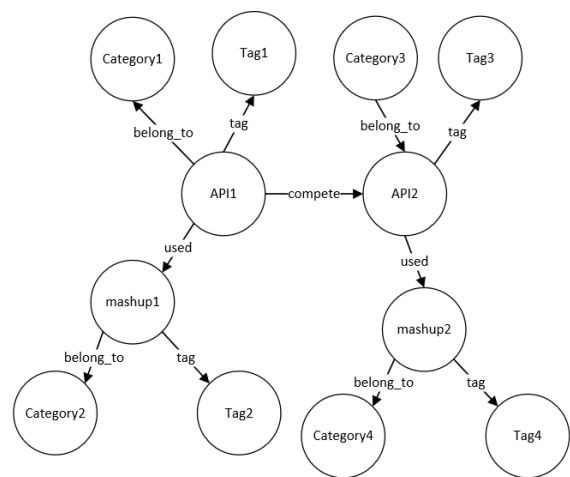 Category1
Tag1
Category3
Tag3
belong_to
tag
belong_to
tag
API1
compete
API2
used
used
mashup1
mashup2
belong_to
tag
belong_to
tag
Category2
Tag2
Category4
Tag4